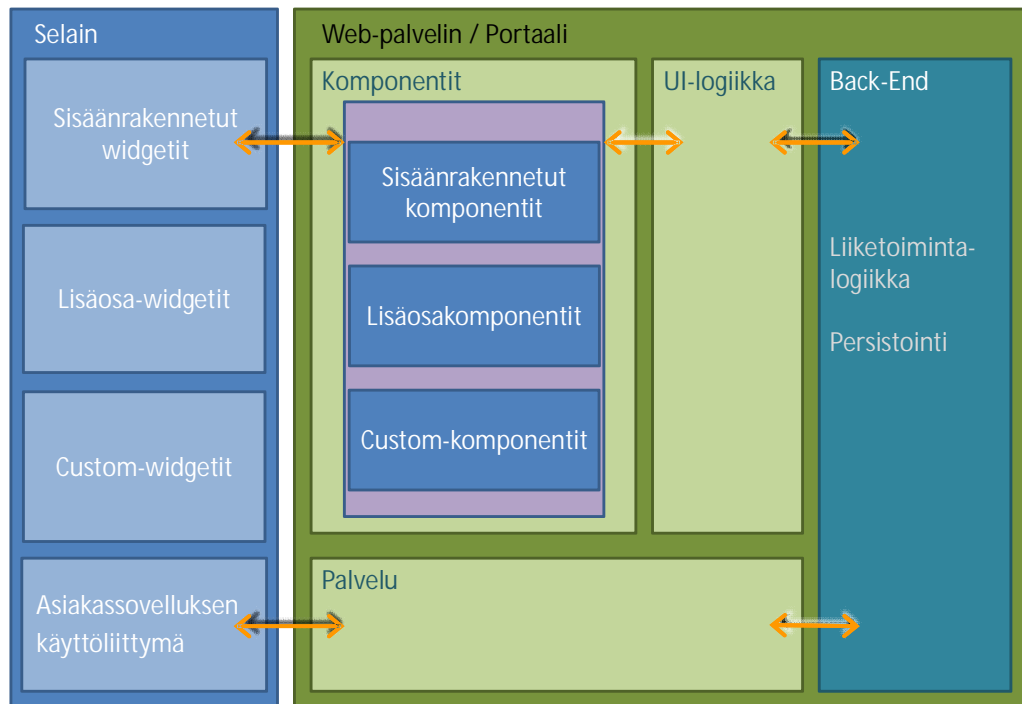 Selain
Sisäänrakennetut
widgetit
Lisäosa-widgetit
Custom-widgetit
Asiakassovelluksen
käyttöliittymä
Web-palvelin / Portaali
Komponentit
Sisäänrakennetut
komponentit
Lisäosakomponentit
Custom-komponentit
UI-logiikka
Palvelu
Back-End
Liiketoiminta-
logiikka
Persistointi